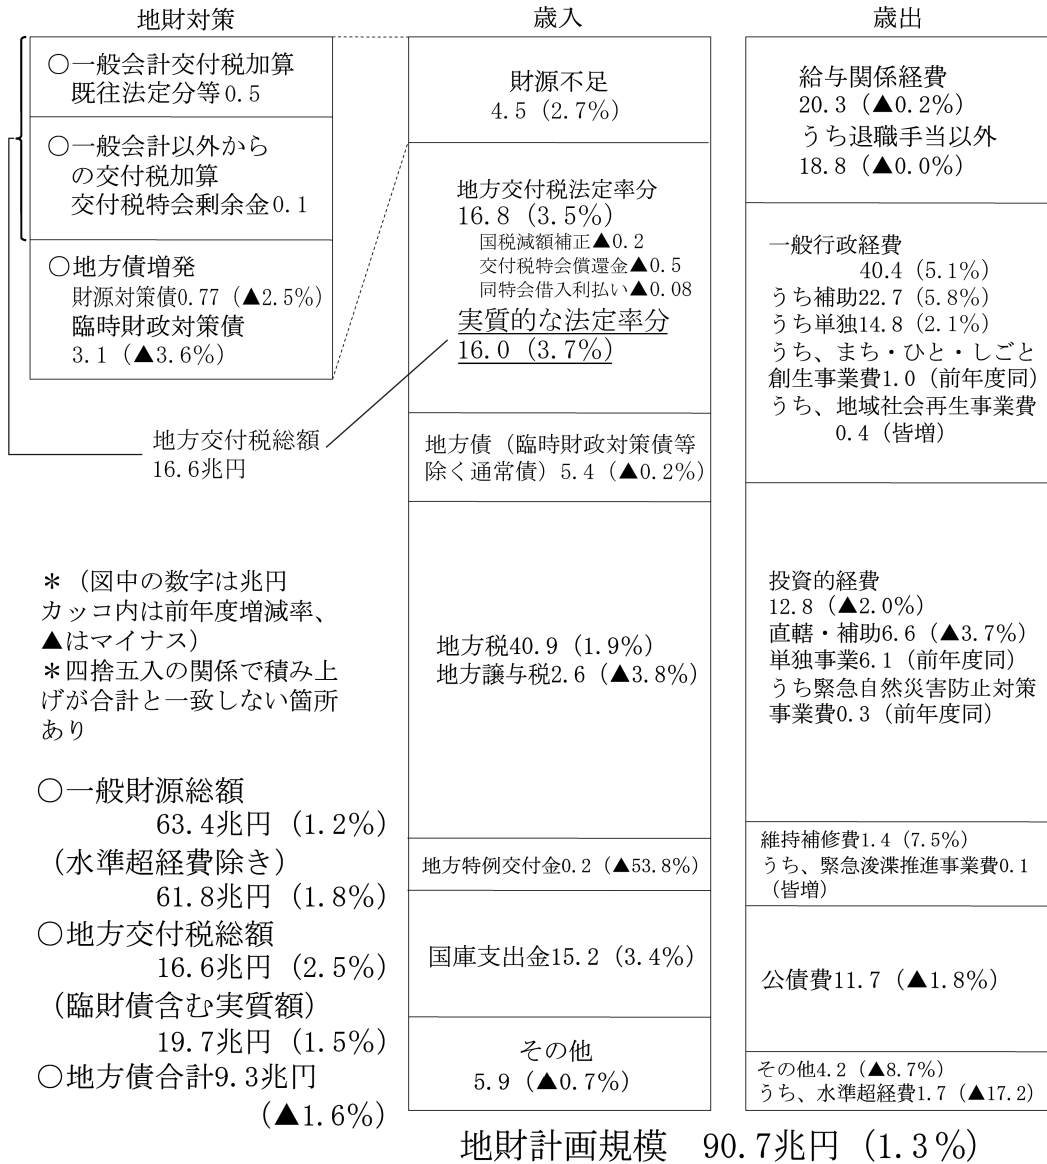 地財対策
〇一般会計交付税加算
既往法定分等0.5
〇一般会計以外から
の交付税加算
交付税特会剰余金0.1
〇地方債増発
財源対策債0.77（▲2.5%）
臨時財政対策債
3.1（▲3.6%）
地方交付税総額
16.6兆円
＊（図中の数字は兆円
カッコ内は前年度増減率、
▲はマイナス）
＊四捨五入の関係で積み上
げが合計と一致しない箇所
あり
〇一般財源総額
63.4兆円（1.2%）
（水準超経費除き）
61.8兆円（1.8%）
〇地方交付税総額
16.6兆円（2.5%）
（臨財債含む実質額）
19.7兆円（1.5%）
〇地方債合計9.3兆円
（▲1.6%）
歳入
財源不足
4.5（2.7%）
地方交付税法定率分
16.8（3.5%）
国税減額補正▲0.2
交付税特会償還金▲0.5
同特会借入利払い▲0.08
実質的な法定率分
16.0（3.7%）
地方債（臨時財政対策債等
除く通常債）5.4（▲0.2%）
地方税40.9（1.9%）
地方譲与税2.6（▲3.8%）
地方特例交付金0.2（▲53.8%）
国庫支出金15.2（3.4%）
その他
5.9（▲0.7%）
歳出
給与関係経費
20.3（▲0.2%）
うち退職手当以外
18.8（▲0.0%）
一般行政経費
40.4（5.1%）
うち補助22.7（5.8%）
うち単独14.8（2.1%）
うち、まち・ひと・しごと
創生事業費1.0（前年度同）
うち、地域社会再生事業費
0.4（皆増）
投資的経費
12.8（▲2.0%）
直轄・補助6.6（▲3.7%）
単独事業6.1（前年度同）
うち緊急自然災害防止対策
事業費0.3（前年度同）
維持補修費1.4（7.5%）
うち、緊急浚渫推進事業費0.1
（皆増）
公債費11.7（▲1.8%）
その他4.2（▲8.7%）
うち、水準超経費1.7（▲17.2）
地財計画規模　90.7兆円（1.3%）